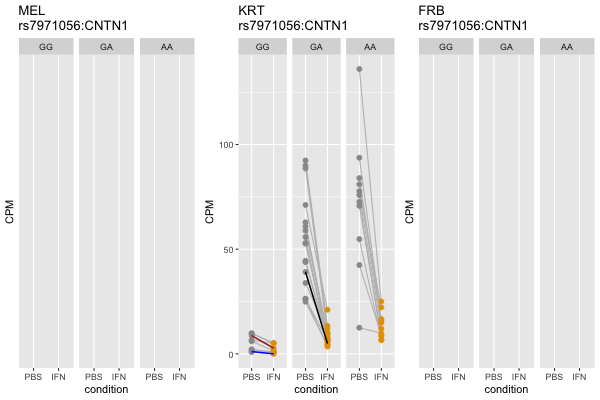 MEL
rs7971056:CNTN1
GG GA AA
CPM
PBS IFN PBS IFN PBS IFN
condition
KRT
rs7971056:CNTN1
GG GA AA
CPM
100
50
0
PBS IFN PBS IFN PBS IFN
condition
FRB
rs7971056:CNTN1
GG GA AA
CPM
PBS IFN PBS IFN PBS IFN
condition